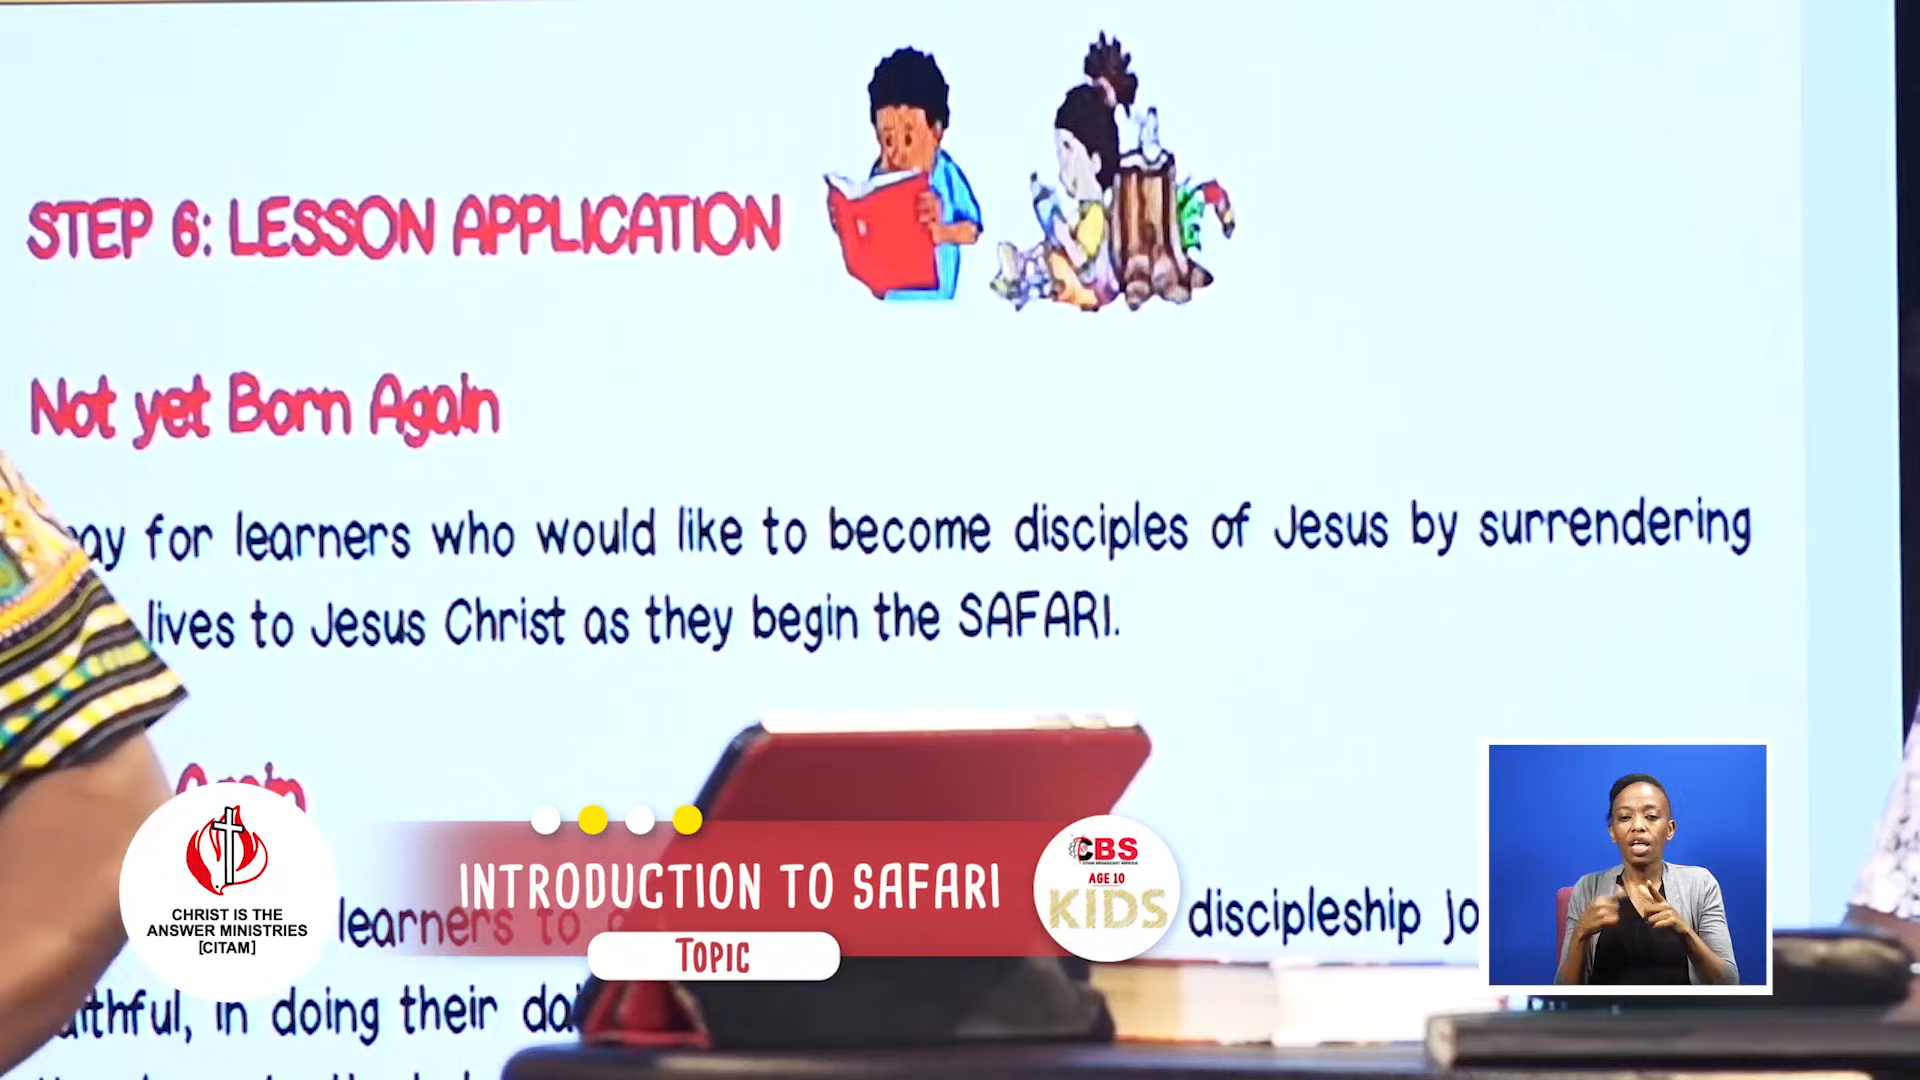 STEP 6: LESSON APPLICATION
Not yet Born Again
for learners who would like to become disciples of Jesus by surrendering
lives to Jesus Christ as they begin the SAFARI.
Again
learners to discipleship
in doing their
INTRODUCTION TO SAFARI
TOPIC
CHRIST IS THE
ANSWER MINISTRIES
[CITAM]
CBS
AGE 10
KIDS